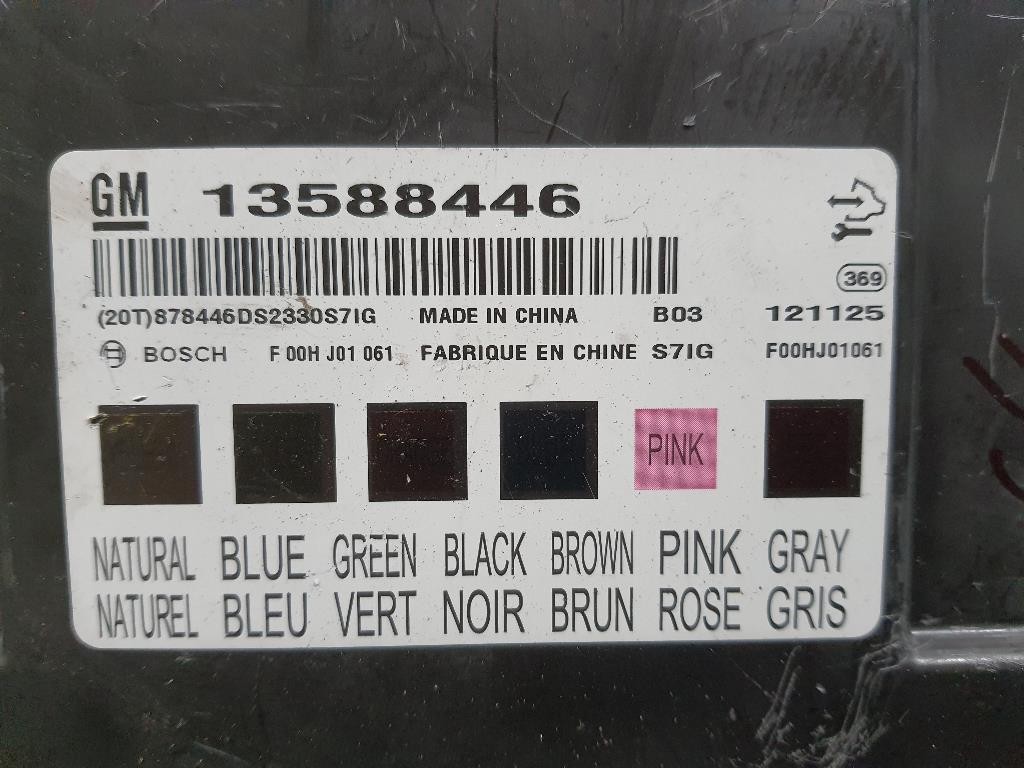 GM 13588446
369
(20T)878446DS2330S7IG MADE IN CHINA B03 121125
BOSCH F 00H J01 061 FABRIQUE EN CHINE S7IG F00HJ01061
PINK
NATURAL BLUE GREEN BLACK BROWN PINK GRAY
NATUREL BLEU VERT NOIR BRUN ROSE GRIS